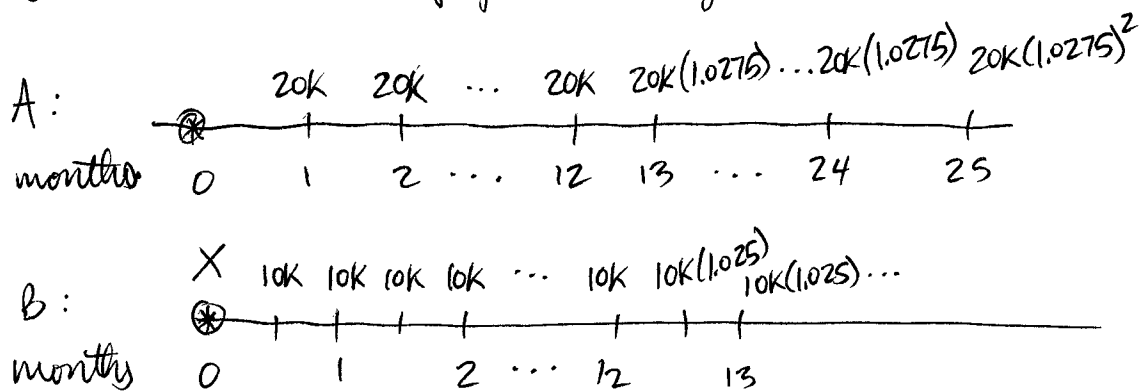 20K 20K ... 20K 20K(1.0275) ... 20K(1.0275) 20K(1.0275)²
A:
months 0 1 2 .... 12 13 ... 24 25
X 10K 10K 10K 10K ... 10K 10K(1.025) 10K(1.025)...
B:
months 0 1 2 ... 12 13